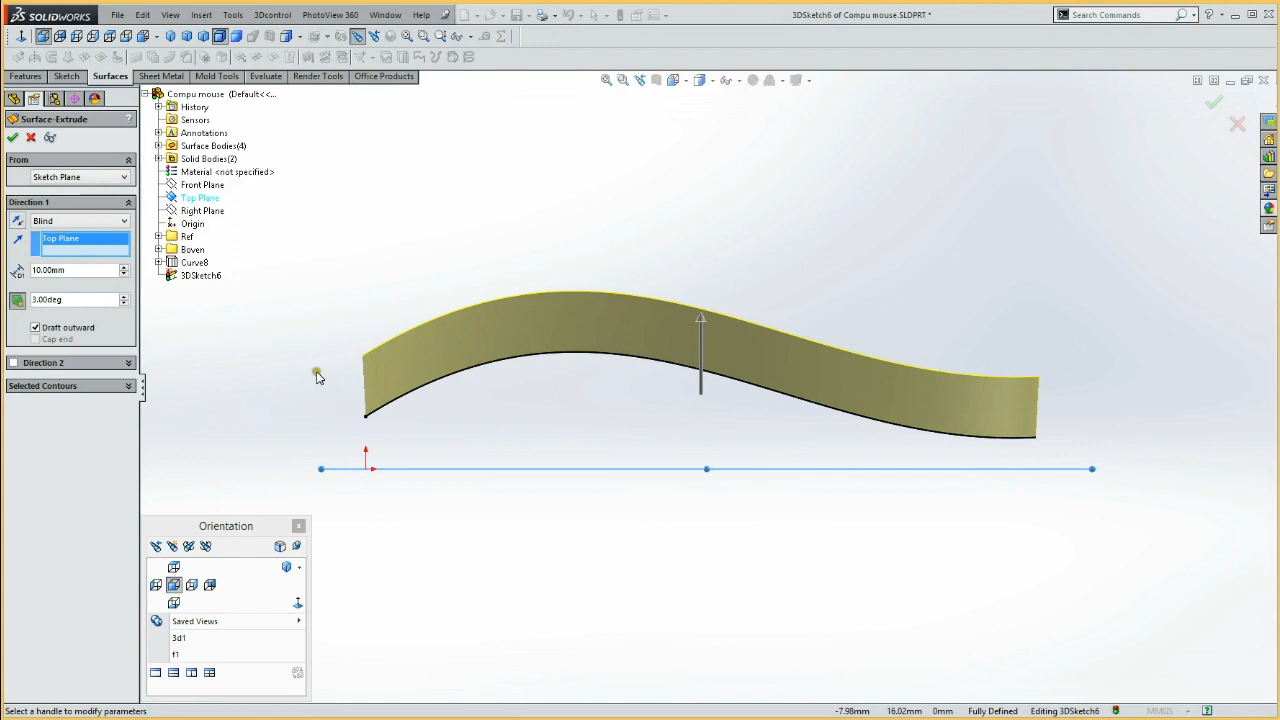 SOLIDWORKS File Edit View Insert Tools 3Dcontrol PhotoView 360 Window Help 3DSketch6 of Compu mouse.SLDPRT * Search Commands
Features Sketch Surfaces Sheet Metal Mold Tools Evaluate Render Tools Office Products
Surface-Extrude ?
From
Sketch Plane
Direction 1
Blind
Top Plane
D1 10.00mm
3.00deg
Draft outward
Cap end
Direction 2
Selected Contours
Compu mouse (Default<<...
History
Sensors
Annotations
Surface Bodies(4)
Solid Bodies(2)
Material <not specified>
Front Plane
Top Plane
Right Plane
Origin
Ref
Boven
Curve8
3DSketch6
Orientation x
Saved Views
3d1
f1
Select a handle to modify parameters -7.98mm 16.02mm 0mm Fully Defined Editing 3DSketch6 MMGS - ?